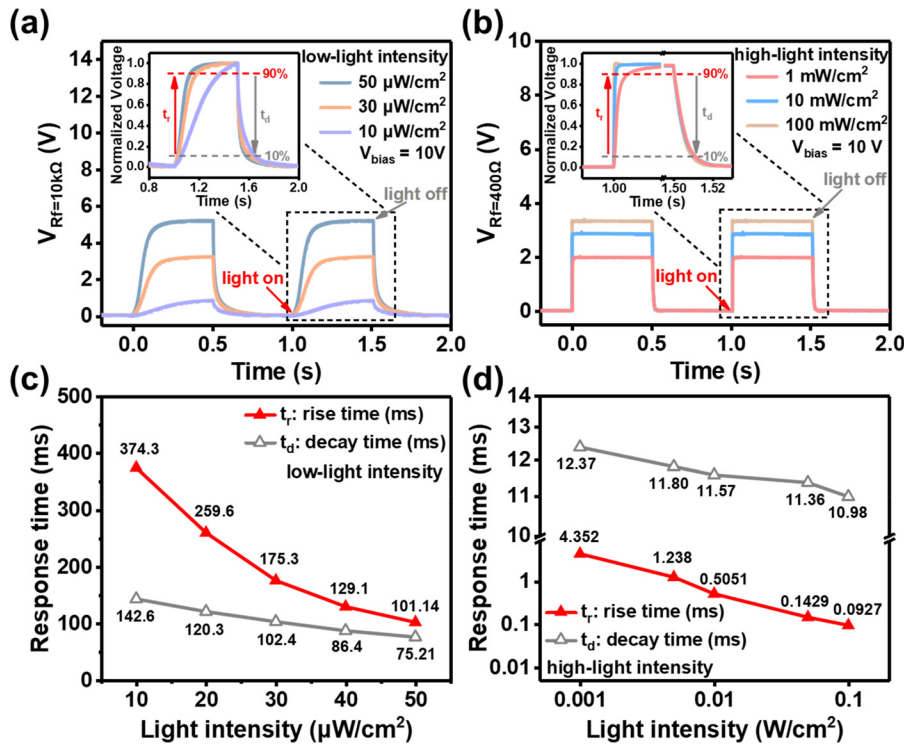 (a)
14
12
10
8
6
4
2
0
V_Rf=10kΩ (V)
Normalized Voltage
1.0
0.8
0.6
0.4
0.2
0.0
t_r
90%
t_d
10%
0.8 1.2 1.6 2.0
Time (s)
low-light intensity
50 μW/cm²
30 μW/cm²
10 μW/cm²
V_bias = 10V
light off
light on
0.0 0.5 1.0 1.5 2.0
Time (s)
(b)
10
8
6
4
2
0
V_Rf=400Ω (V)
Normalized Voltage
1.0
0.8
0.6
0.4
0.2
0.0
t_r
90%
t_d
10%
1.00 1.50 1.52
Time (s)
high-light intensity
1 mW/cm²
10 mW/cm²
100 mW/cm²
V_bias = 10 V
light off
light on
0.0 0.5 1.0 1.5 2.0
Time (s)
(c)
500
400
300
200
100
0
Response time (ms)
t_r: rise time (ms)
t_d: decay time (ms)
low-light intensity
374.3
259.6
175.3
129.1
101.14
142.6
120.3
102.4
86.4
75.21
10 20 30 40 50
Light intensity (μW/cm²)
(d)
14
13
12
11
10
1
0.1
0.01
Response time (ms)
12.37
11.80
11.57
11.36
10.98
4.352
1.238
0.5051
0.1429
0.0927
t_r: rise time (ms)
t_d: decay time (ms)
high-light intensity
0.001 0.01 0.1
Light intensity (W/cm²)